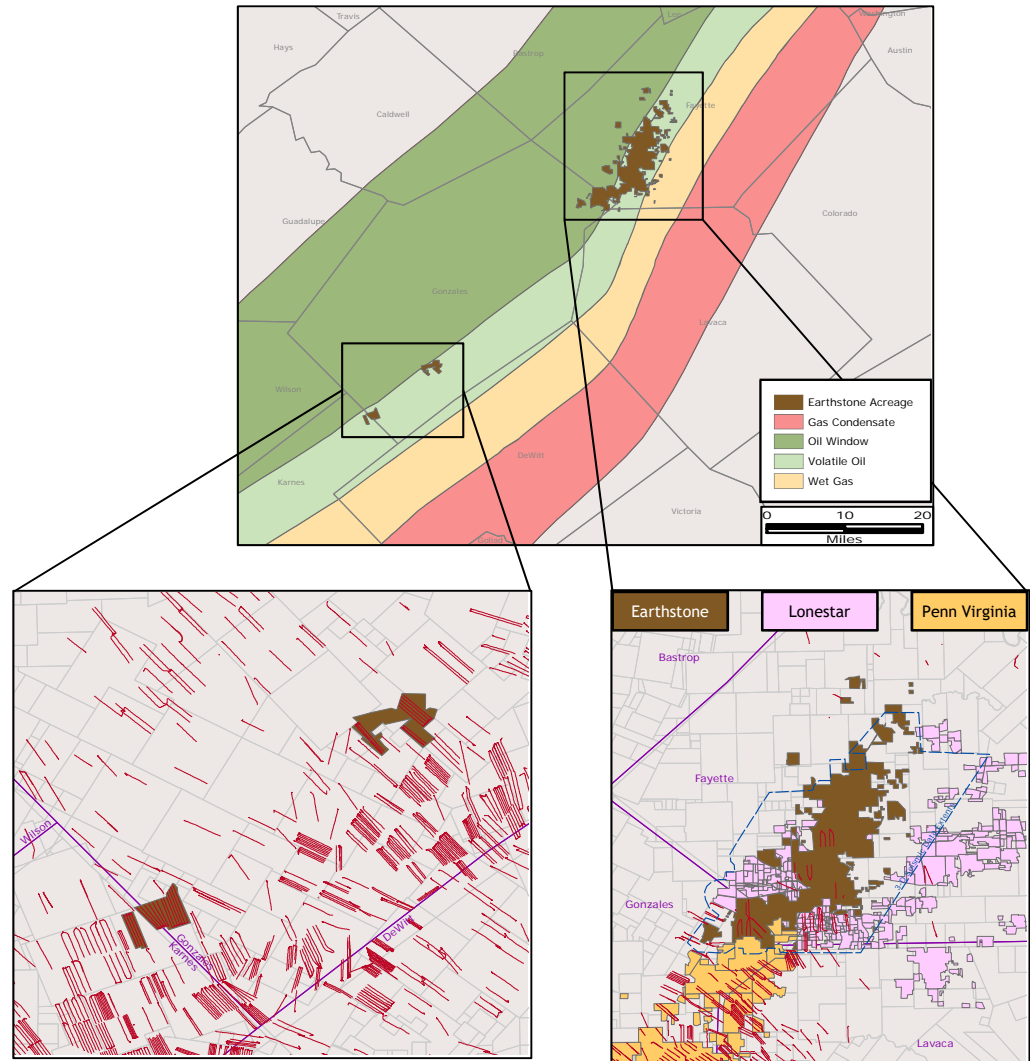 Travis
Lee
Washington
Hays
Bastrop
Austin
Caldwell
Fayette
Guadalupe
Colorado
Gonzales
Lavaca
Wilson
DeWitt
Karnes
Victoria
Goliad
Earthstone Acreage
Gas Condensate
Oil Window
Volatile Oil
Wet Gas
0 10 20
Miles
Wilson
Gonzales
Karnes
DeWitt
Earthstone
Lonestar
Penn Virginia
Bastrop
Fayette
Gonzales
Lavaca